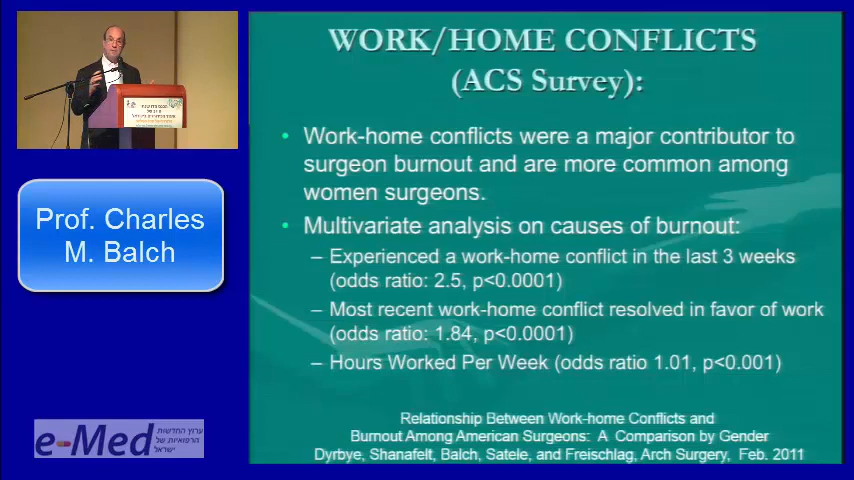 WORK/HOME CONFLICTS
(ACS Survey):
• Work-home conflicts were a major contributor to
surgeon burnout and are more common among
women surgeons.
• Multivariate analysis on causes of burnout:
– Experienced a work-home conflict in the last 3 weeks
(odds ratio: 2.5, p<0.0001)
– Most recent work-home conflict resolved in favor of work
(odds ratio: 1.84, p<0.0001)
– Hours Worked Per Week (odds ratio 1.01, p<0.001)
Relationship Between Work-home Conflicts and
Burnout Among American Surgeons: A Comparison by Gender
Dyrbye, Shanafelt, Balch, Satele, and Freischlag, Arch Surgery, Feb. 2011
Prof. Charles
M. Balch
e-Med
ערוץ החדשות
הרפואיות של
ישראל